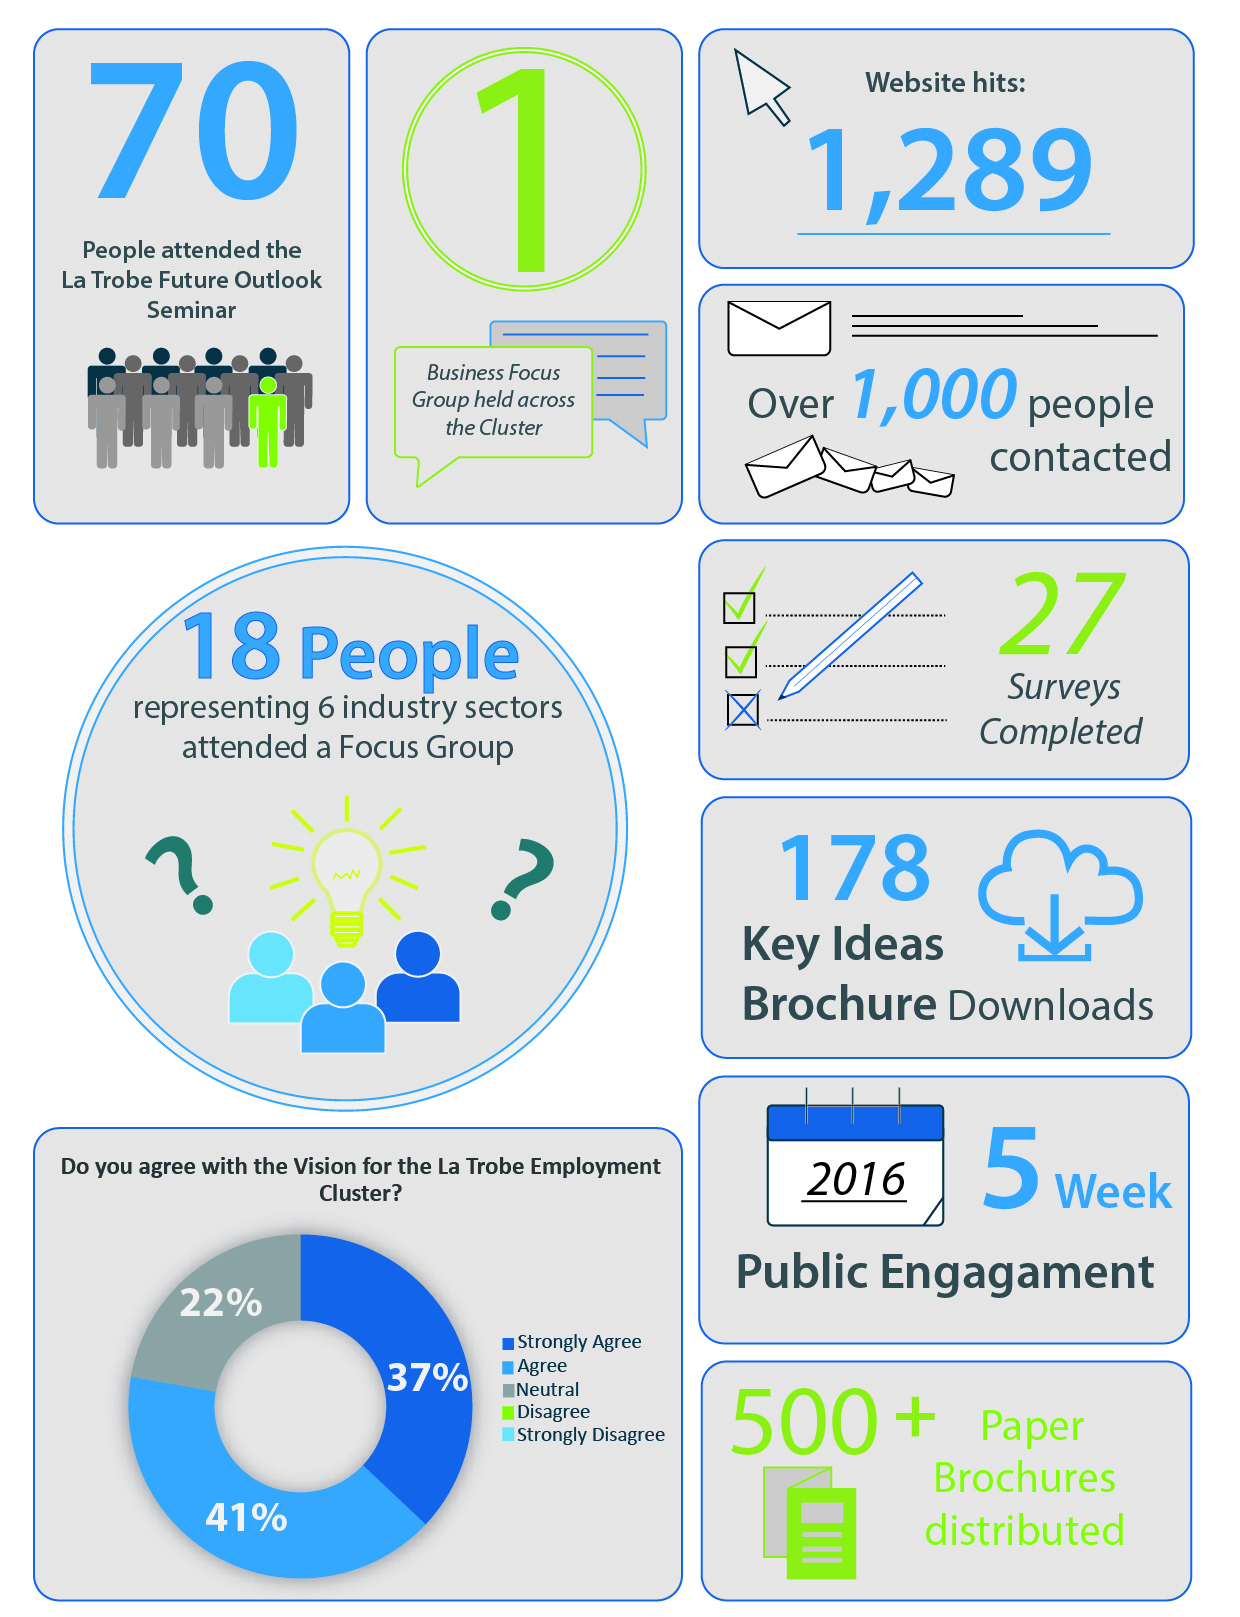 70
People attended the
La Trobe Future Outlook
Seminar
1
Business Focus
Group held across
the Cluster
Website hits:
1,289
Over 1,000 people
contacted
18 People
representing 6 industry sectors
attended a Focus Group
27
Surveys
Completed
178
Key Ideas
Brochure Downloads
2016
5 Week
Public Engagament
Do you agree with the Vision for the La Trobe Employment
Cluster?
22%
37%
41%
Strongly Agree
Agree
Neutral
Disagree
Strongly Disagree
500 +
Paper
Brochures
distributed